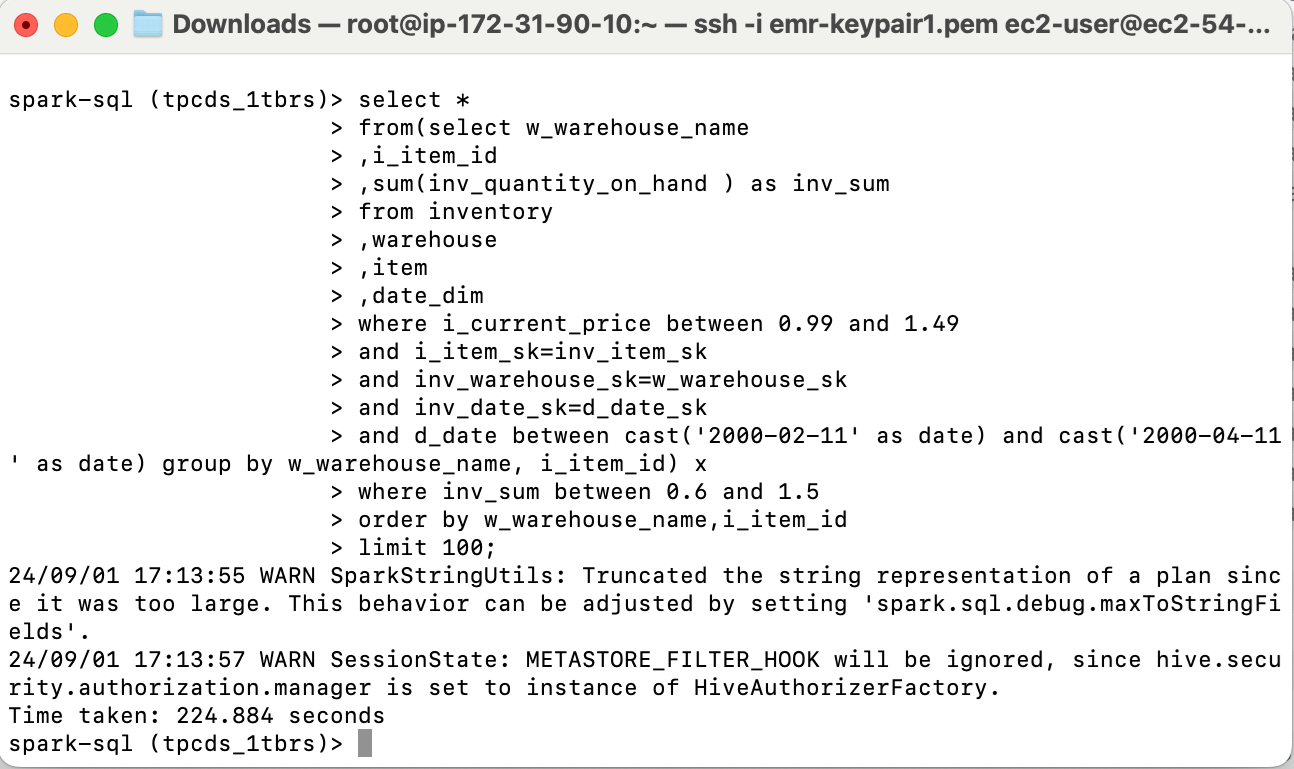 Downloads — root@ip-172-31-90-10:~ — ssh -i emr-keypair1.pem ec2-user@ec2-54-...
spark-sql (tpcds_1tbrs)> select *
> from(select w_warehouse_name
> ,i_item_id
> ,sum(inv_quantity_on_hand ) as inv_sum
> from inventory
> ,warehouse
> ,item
> ,date_dim
> where i_current_price between 0.99 and 1.49
> and i_item_sk=inv_item_sk
> and inv_warehouse_sk=w_warehouse_sk
> and inv_date_sk=d_date_sk
> and d_date between cast('2000-02-11' as date) and cast('2000-04-11
' as date) group by w_warehouse_name, i_item_id) x
> where inv_sum between 0.6 and 1.5
> order by w_warehouse_name,i_item_id
> limit 100;
24/09/01 17:13:55 WARN SparkStringUtils: Truncated the string representation of a plan sinc
e it was too large. This behavior can be adjusted by setting 'spark.sql.debug.maxToStringFi
elds'.
24/09/01 17:13:57 WARN SessionState: METASTORE_FILTER_HOOK will be ignored, since hive.secu
rity.authorization.manager is set to instance of HiveAuthorizerFactory.
Time taken: 224.884 seconds
spark-sql (tpcds_1tbrs)>